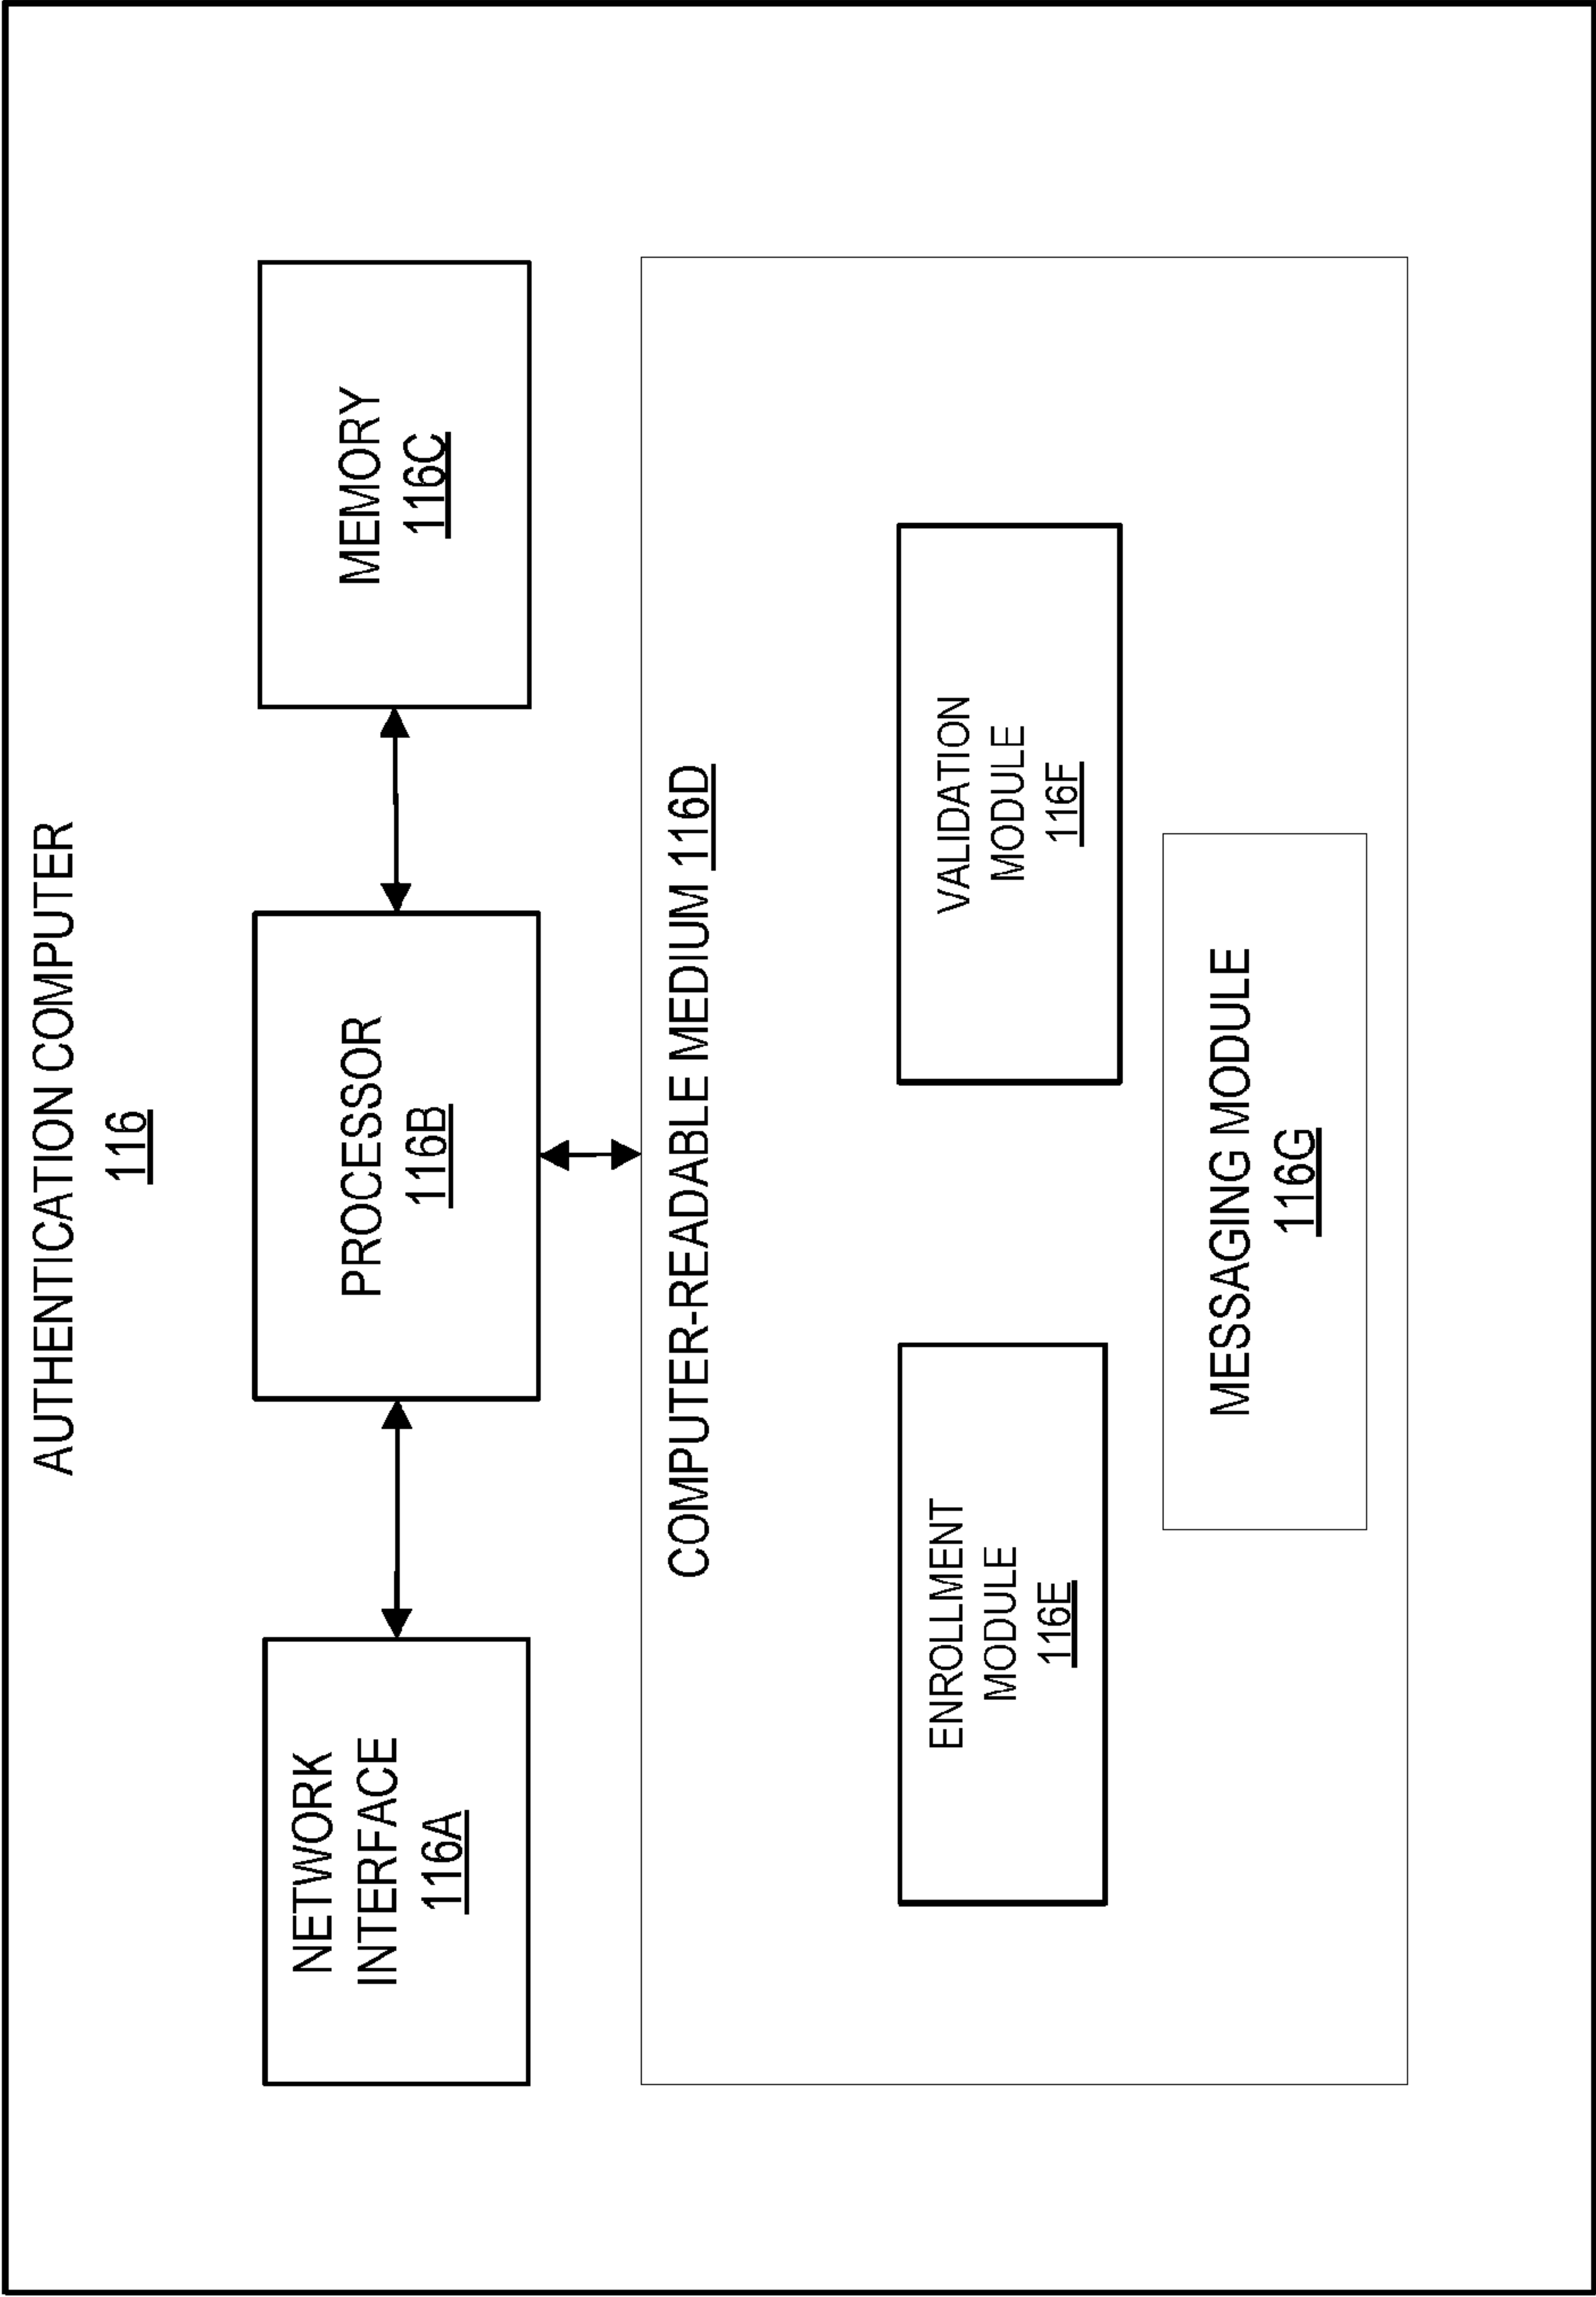 AUTHENTICATION COMPUTER
116
NETWORK
INTERFACE
116A
PROCESSOR
116B
MEMORY
116C
COMPUTER-READABLE MEDIUM 116D
ENROLLMENT
MODULE
116E
VALIDATION
MODULE
116F
MESSAGING MODULE
116G